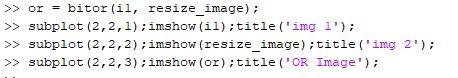 >> or = bitor(i1, resize_image);
>> subplot(2,2,1);imshow(i1);title('img 1');
>> subplot(2,2,2);imshow(resize_image);title('img 2');
>> subplot(2,2,3);imshow(or);title('OR Image');